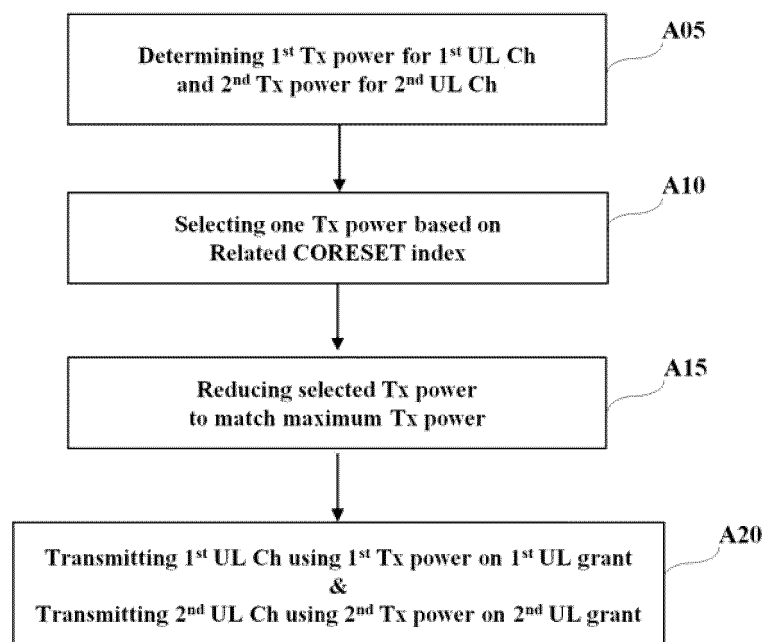 A05
Determining 1st Tx power for 1st UL Ch
and 2nd Tx power for 2nd UL Ch
A10
Selecting one Tx power based on
Related CORESET index
A15
Reducing selected Tx power
to match maximum Tx power
A20
Transmitting 1st UL Ch using 1st Tx power on 1st UL grant
&
Transmitting 2nd UL Ch using 2nd Tx power on 2nd UL grant